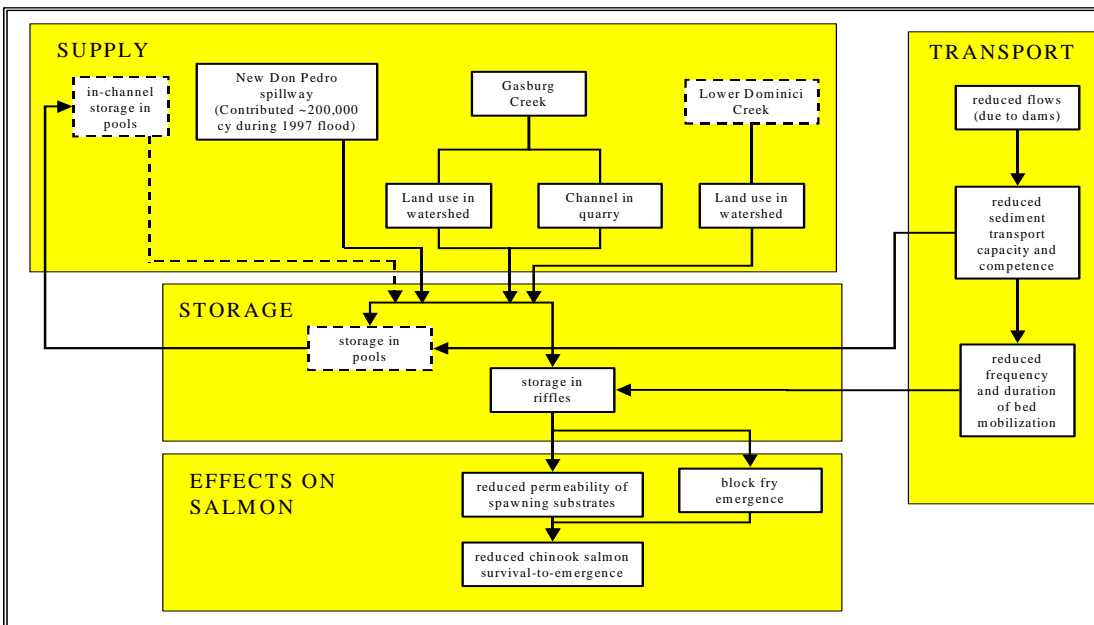 SUPPLY
in-channel
storage in
pools
New Don Pedro
spillway
(Contributed ~200,000
cy during 1997 flood)
Gasburg
Creek
Lower Dominici
Creek
Land use in
watershed
Channel in
quarry
Land use in
watershed
TRANSPORT
reduced flows
(due to dams)
reduced
sediment
transport
capacity and
competence
reduced
frequency
and duration
of bed
mobilization
STORAGE
storage in
pools
storage in
riffles
EFFECTS ON
SALMON
reduced permeability of
spawning substrates
block fry
emergence
reduced chinook salmon
survival-to-emergence